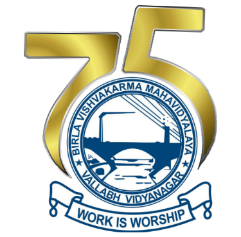 75
BIRLA VISHVAKARMA MAHAVIDYALAYA
VALLABH VIDYANAGAR
WORK IS WORSHIP